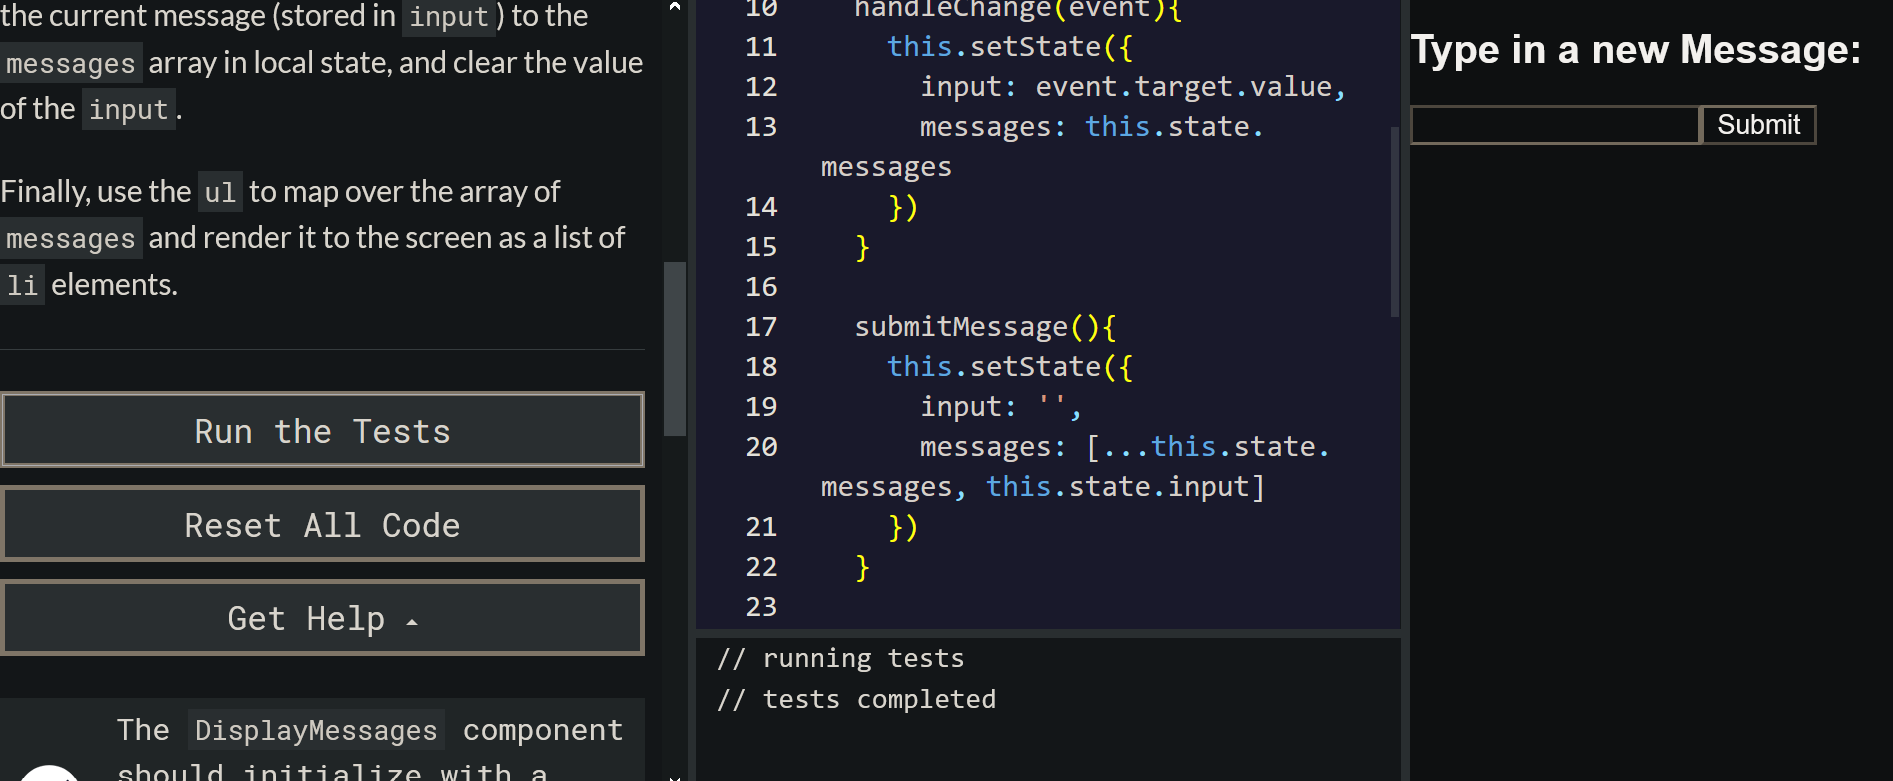 the current message (stored in input) to the
messages array in local state, and clear the value
of the input.
Finally, use the ul to map over the array of
messages and render it to the screen as a list of
li elements.
Run the Tests
Reset All Code
Get Help
The DisplayMessages component
should initialize with a
10 handleChange(event){
11 this.setState({
12 input: event.target.value,
13 messages: this.state.
messages
14 })
15 }
16
17 submitMessage(){
18 this.setState({
19 input: '',
20 messages: [...this.state.
messages, this.state.input]
21 })
22 }
23
// running tests
// tests completed
Type in a new Message:
Submit